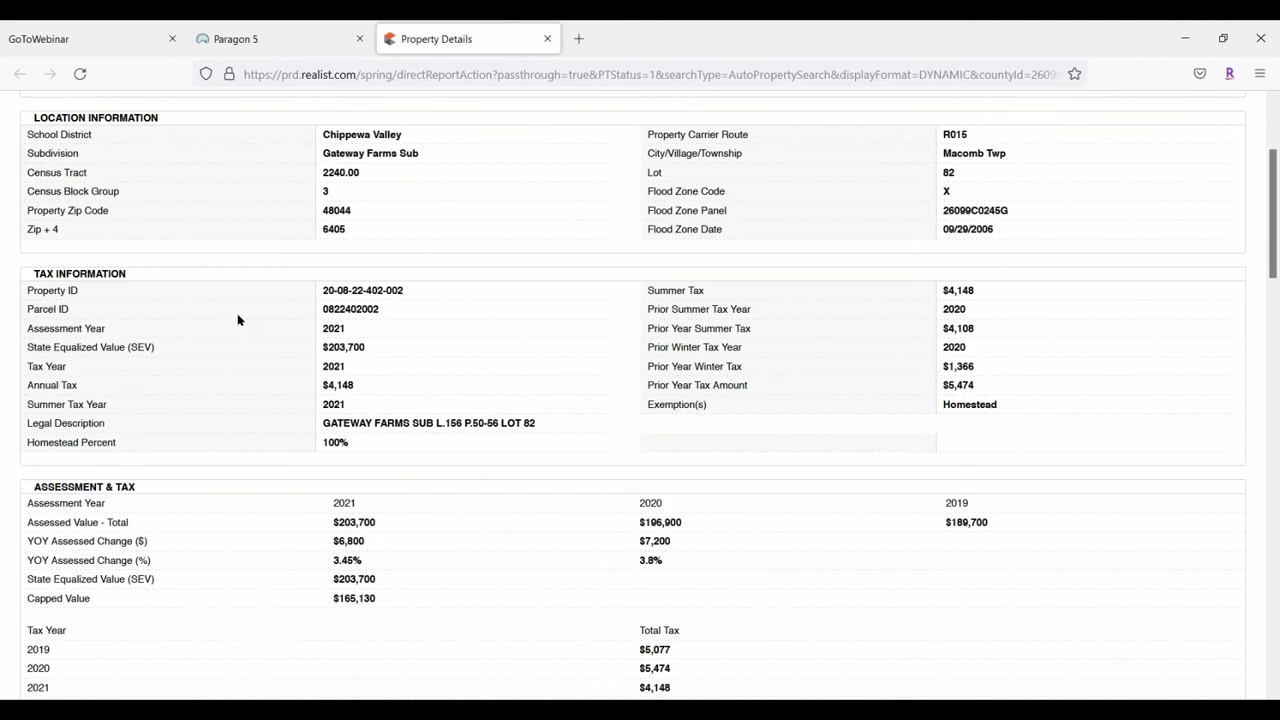 GoToWebinar
Paragon 5
Property Details
https://prd.realist.com/spring/directReportAction?passthrough=true&PTStatus=1&searchType=AutoPropertySearch&displayFormat=DYNAMIC&countyId=2609
LOCATION INFORMATION
School District Chippewa Valley Property Carrier Route R015
Subdivision Gateway Farms Sub City/Village/Township Macomb Twp
Census Tract 2240.00 Lot 82
Census Block Group 3 Flood Zone Code X
Property Zip Code 48044 Flood Zone Panel 26099C0245G
Zip + 4 6405 Flood Zone Date 09/29/2006
TAX INFORMATION
Property ID 20-08-22-402-002 Summer Tax $4,148
Parcel ID 0822402002 Prior Summer Tax Year 2020
Assessment Year 2021 Prior Year Summer Tax $4,108
State Equalized Value (SEV) $203,700 Prior Winter Tax Year 2020
Tax Year 2021 Prior Year Winter Tax $1,366
Annual Tax $4,148 Prior Year Tax Amount $5,474
Summer Tax Year 2021 Exemption(s) Homestead
Legal Description GATEWAY FARMS SUB L.156 P.50-56 LOT 82
Homestead Percent 100%
ASSESSMENT & TAX
Assessment Year 2021 2020 2019
Assessed Value - Total $203,700 $196,900 $189,700
YOY Assessed Change ($) $6,800 $7,200
YOY Assessed Change (%) 3.45% 3.8%
State Equalized Value (SEV) $203,700
Capped Value $165,130
Tax Year Total Tax
2019 $5,077
2020 $5,474
2021 $4,148